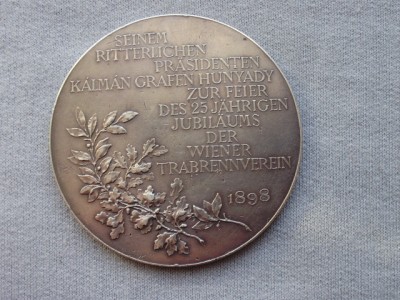 SEINEM
RITTERLICHEN
PRÄSIDENTEN
KÁLMÁN GRAFEN HUNYADY
ZUR FEIER
DES 25 JÄHRIGEN
JUBILÄUMS
DER
WIENER
TRABRENNVEREIN
1898